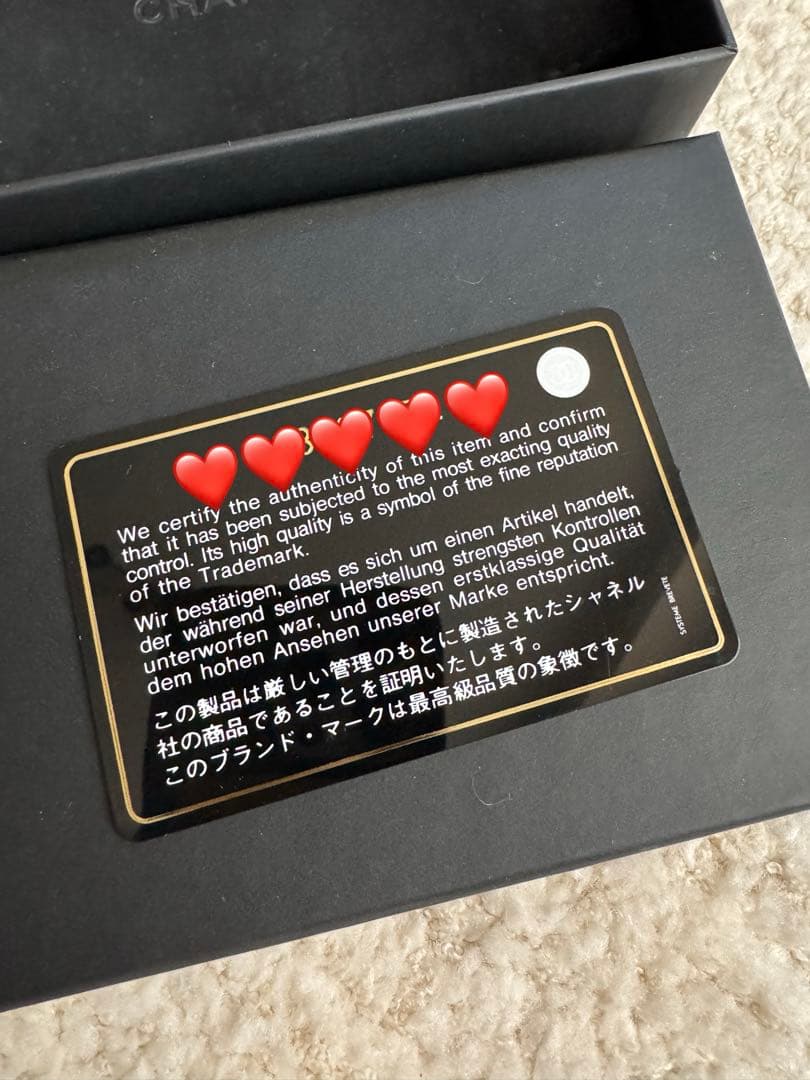 CHA
We certify the authenticity of this item and confirm
that it has been subjected to the most exacting quality
control. Its high quality is a symbol of the fine reputation
of the Trademark.
Wir bestätigen, dass es sich um einen Artikel handelt,
der während seiner Herstellung strengsten Kontrollen
unterworfen war, und dessen erstklassige Qualität
dem hohen Ansehen unserer Marke entspricht.
この製品は厳しい管理のもとに製造されたシャネル
社の商品であることを証明いたします。
このブランド・マークは最高級品質の象徴です。
SYSTEME BREVETE